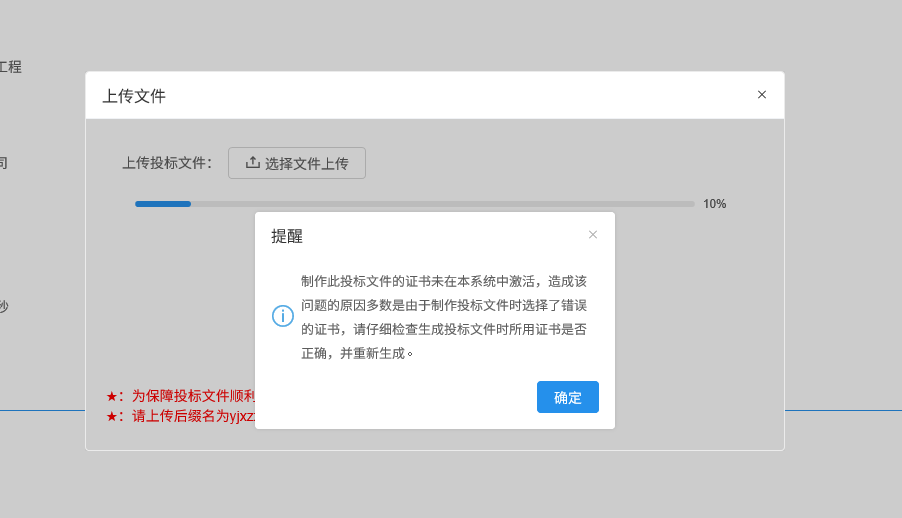 工程
上传文件
司
上传投标文件：
选择文件上传
10%
提醒
制作此投标文件的证书未在本系统中激活，造成该
问题的原因多数是由于制作投标文件时选择了错误
的证书，请仔细检查生成投标文件时所用证书是否
正确，并重新生成。
秒
确定
★：为保障投标文件顺利
★：请上传后缀名为yjxz